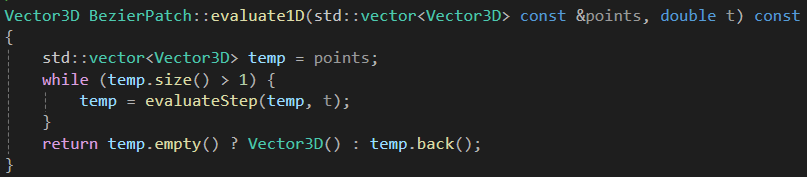 Vector3D BezierPatch::evaluate1D(std::vector<Vector3D> const &points, double t) const
{
    std::vector<Vector3D> temp = points;
    while (temp.size() > 1) {
        temp = evaluateStep(temp, t);
    }
    return temp.empty() ? Vector3D() : temp.back();
}